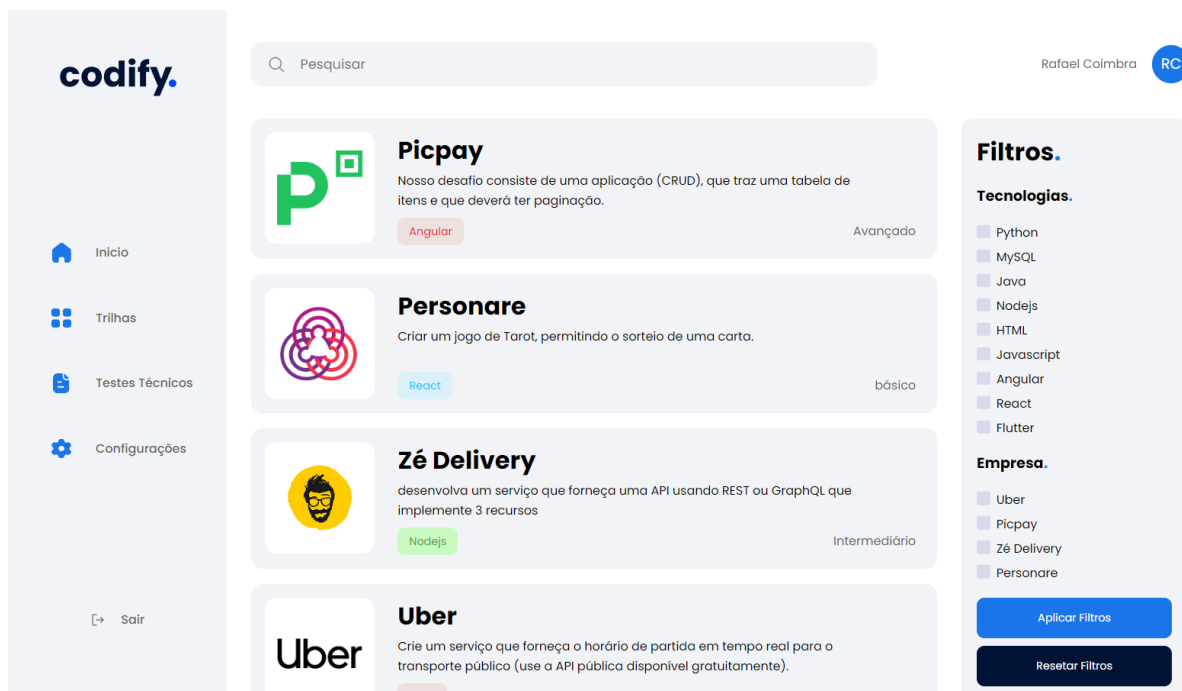 codify.
Inicio
Trilhas
Testes Técnicos
Configurações
Sair
Pesquisar
Rafael Coimbra
RC
Picpay
Nosso desafio consiste de uma aplicação (CRUD), que traz uma tabela de
itens e que deverá ter paginação.
Angular
Avançado
Personare
Criar um jogo de Tarot, permitindo o sorteio de uma carta.
React
básico
Zé Delivery
desenvolva um serviço que forneça uma API usando REST ou GraphQL que
implemente 3 recursos
Nodejs
Intermediário
Uber
Uber
Crie um serviço que forneça o horário de partida em tempo real para o
transporte público (use a API pública disponível gratuitamente).
Filtros.
Tecnologias.
Python
MySQL
Java
Nodejs
HTML
Javascript
Angular
React
Flutter
Empresa.
Uber
Picpay
Zé Delivery
Personare
Aplicar Filtros
Resetar Filtros